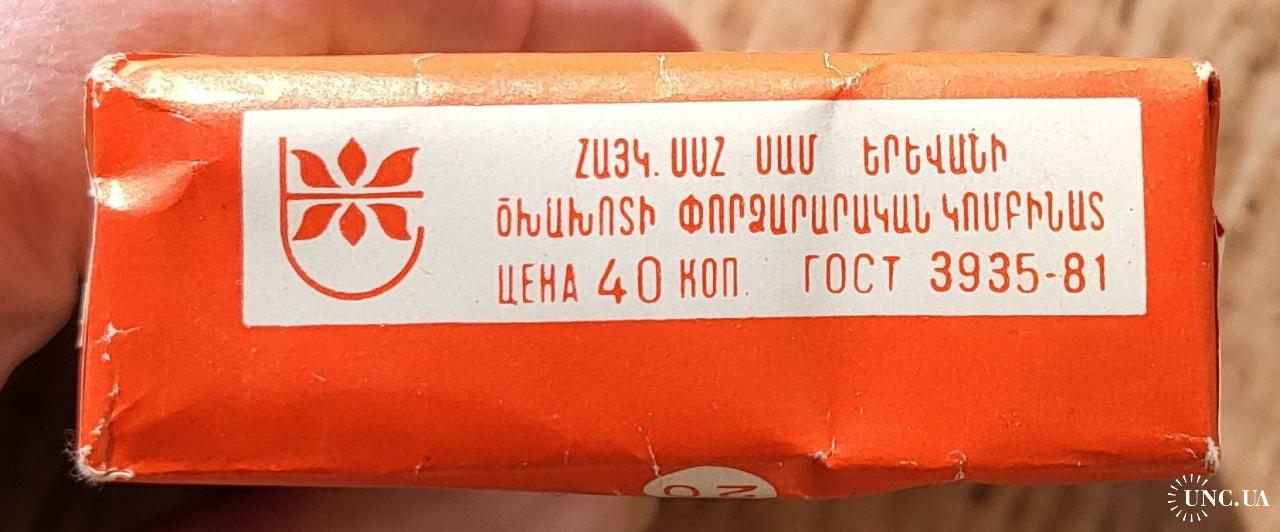 ՀԱՅԿ. ՍՍՀ ՍԱՄ ԵՐԵՎԱՆԻ
ԾԽԱԽՈՏԻ ՓՈՐՁԱՐԱՐԱԿԱՆ ԿՈՄԲԻՆԱՏ
ЦЕНА 40 КОП. ГОСТ 3935-81
UNC.UA